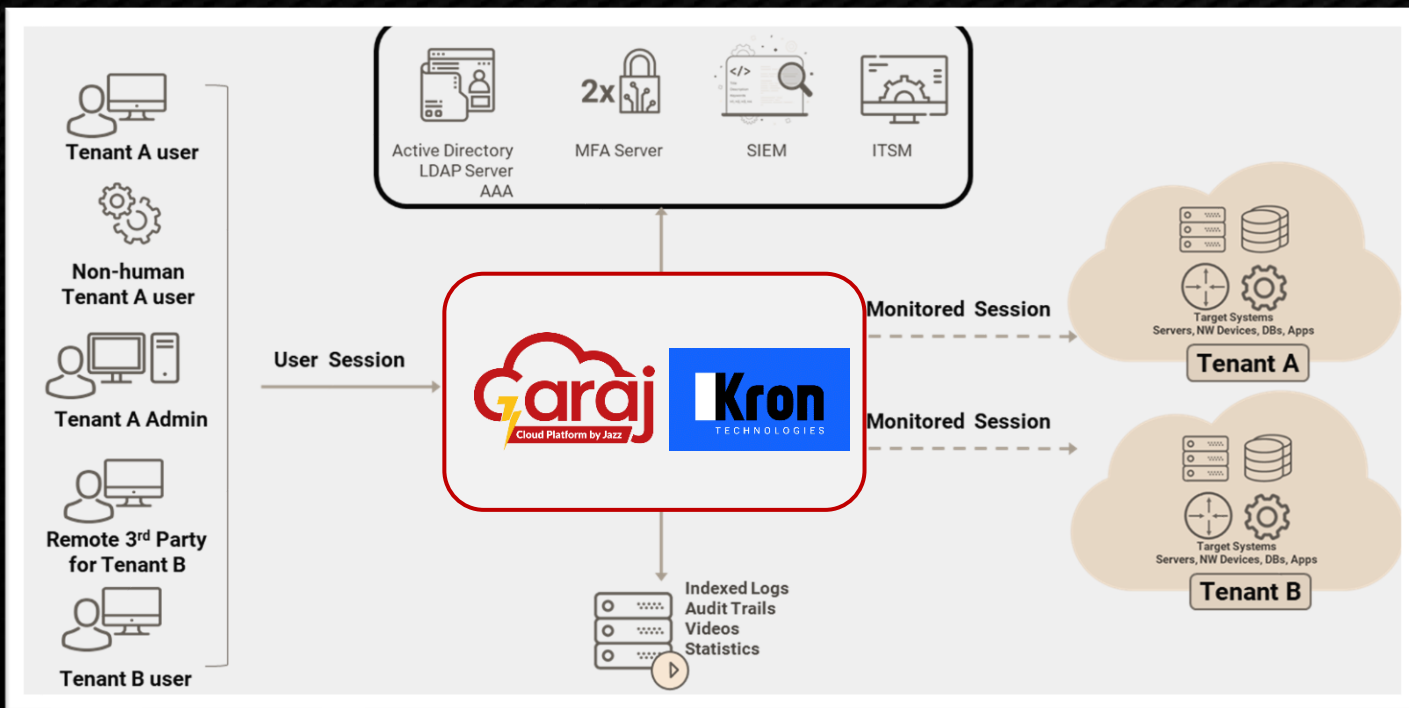 Tenant A user
Non-human
Tenant A user
Tenant A Admin
Remote 3rd Party
for Tenant B
Tenant B user
User Session
Active Directory
LDAP Server
AAA
2x
MFA Server
</>
SIEM
ITSM
Garaj
Cloud Platform by Jazz
Kron
TECHNOLOGIES
Indexed Logs
Audit Trails
Videos
Statistics
Monitored Session
Monitored Session
Target Systems
Servers, NW Devices, DBs, Apps
Tenant A
Target Systems
Servers, NW Devices, DBs, Apps
Tenant B